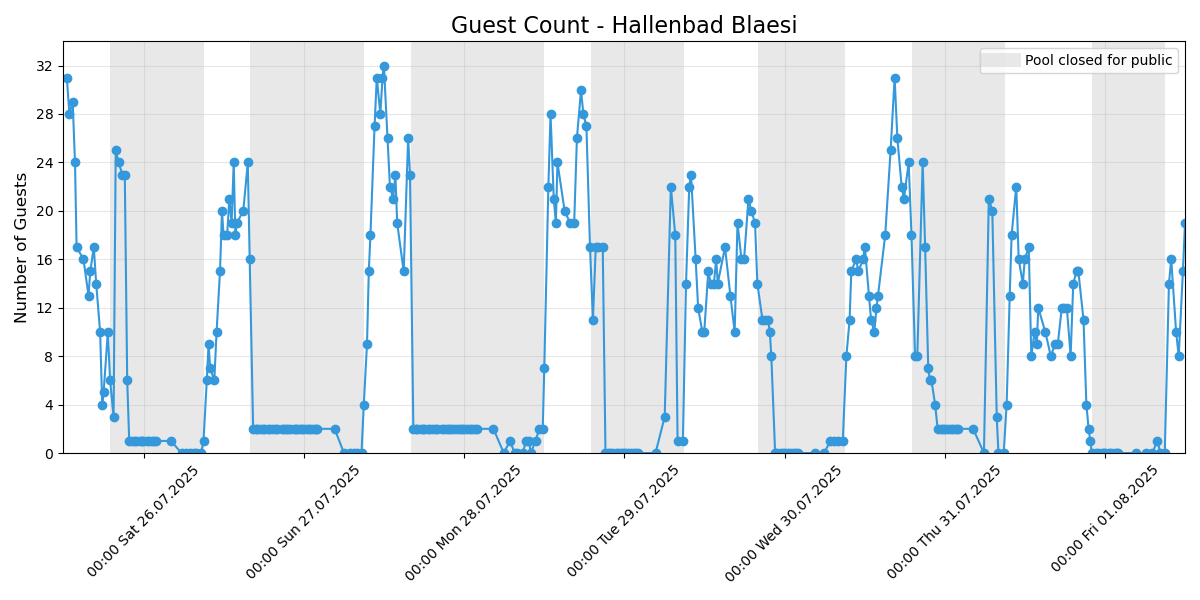 Guest Count - Hallenbad Blaesi
Pool closed for public
Number of Guests
32
28
24
20
16
12
8
4
0
00:00 Sat 26.07.2025
00:00 Sun 27.07.2025
00:00 Mon 28.07.2025
00:00 Tue 29.07.2025
00:00 Wed 30.07.2025
00:00 Thu 31.07.2025
00:00 Fri 01.08.2025